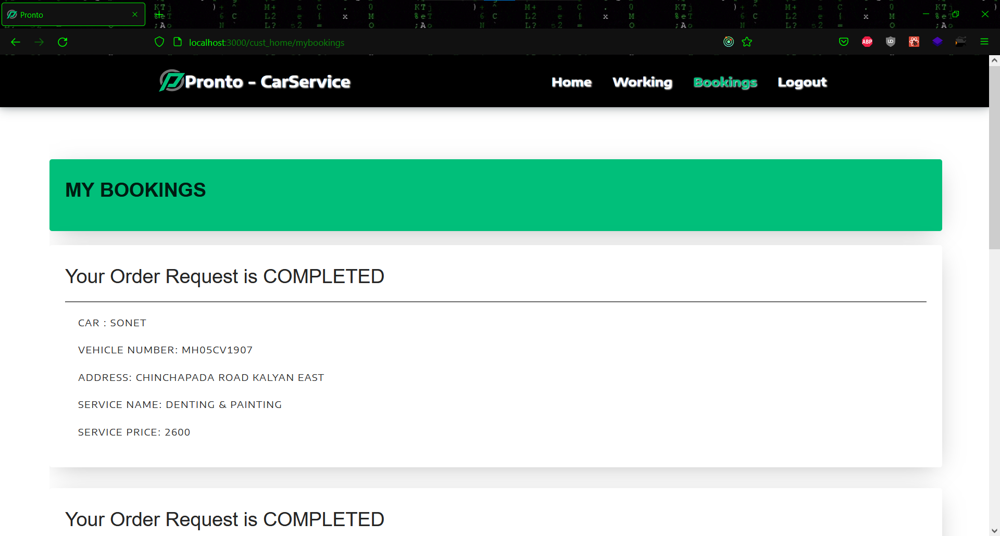 Pronto
localhost:3000/cust_home/mybookings
ABP
Pronto - CarService
Home Working Bookings Logout
MY BOOKINGS
Your Order Request is COMPLETED
CAR : SONET
VEHICLE NUMBER: MH05CV1907
ADDRESS: CHINCHAPADA ROAD KALYAN EAST
SERVICE NAME: DENTING & PAINTING
SERVICE PRICE: 2600
Your Order Request is COMPLETED